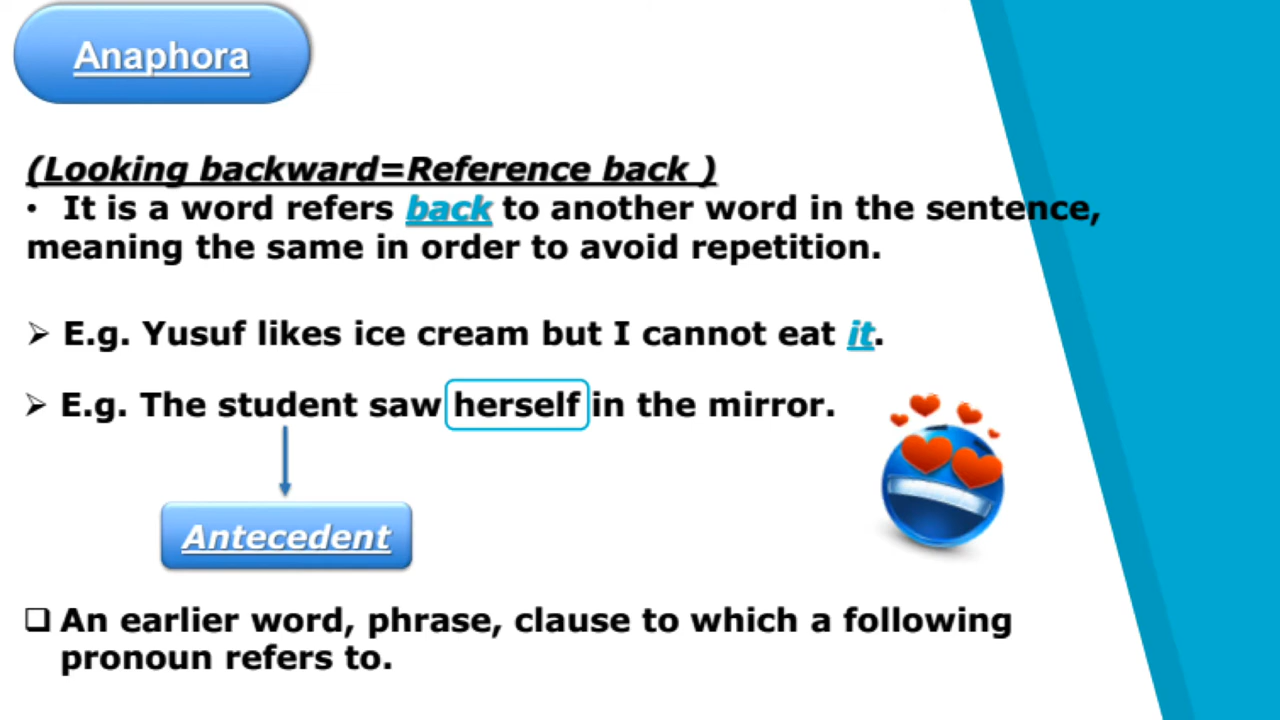 Anaphora
(Looking backward=Reference back )
• It is a word refers back to another word in the sentence,
meaning the same in order to avoid repetition.
➢ E.g. Yusuf likes ice cream but I cannot eat it.
➢ E.g. The student saw herself in the mirror.
Antecedent
❑ An earlier word, phrase, clause to which a following
pronoun refers to.